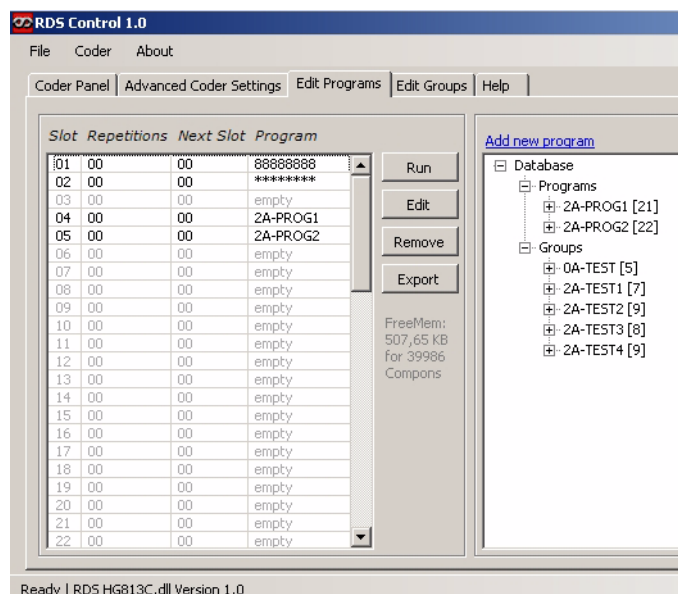 RDS Control 1.0
File Coder About
Coder Panel Advanced Coder Settings Edit Programs Edit Groups Help
Slot Repetitions Next Slot Program
01 00 00 88888888
02 00 00 ********
03 00 00 empty
04 00 00 2A-PROG1
05 00 00 2A-PROG2
06 00 00 empty
07 00 00 empty
08 00 00 empty
09 00 00 empty
10 00 00 empty
11 00 00 empty
12 00 00 empty
13 00 00 empty
14 00 00 empty
15 00 00 empty
16 00 00 empty
17 00 00 empty
18 00 00 empty
19 00 00 empty
20 00 00 empty
21 00 00 empty
22 00 00 empty
Run
Edit
Remove
Export
FreeMem:
507,65 KB
for 39986
Compons
Add new program
Database
Programs
2A-PROG1 [21]
2A-PROG2 [22]
Groups
0A-TEST [5]
2A-TEST1 [7]
2A-TEST2 [9]
2A-TEST3 [8]
2A-TEST4 [9]
Ready | RDS HG813C.dll Version 1.0